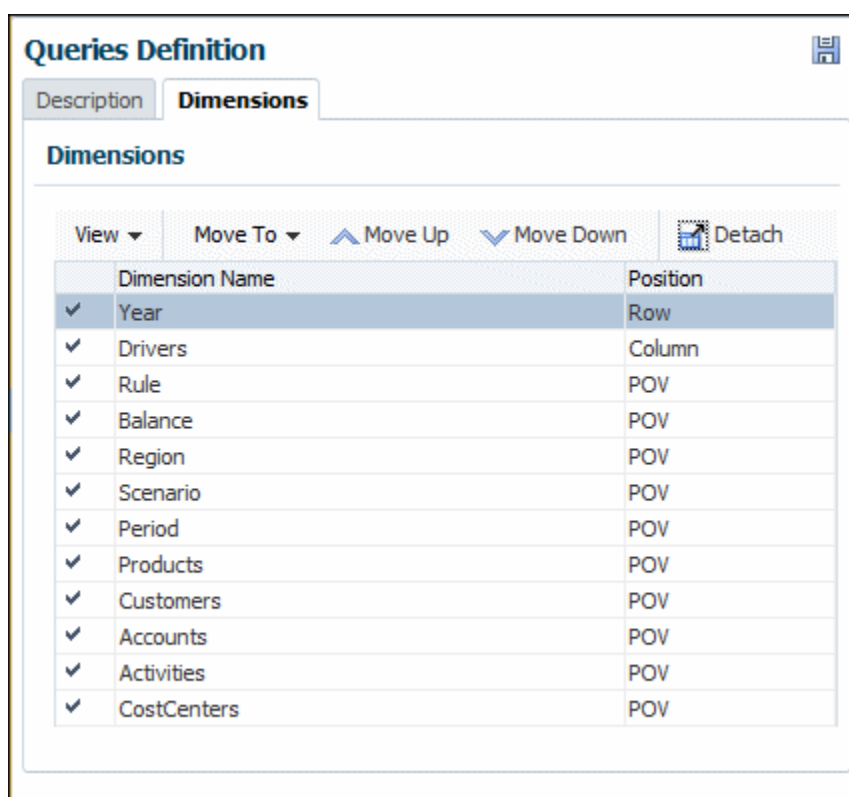 Queries Definition
Description Dimensions
Dimensions
View Move To Move Up Move Down Detach
Dimension Name Position
Year Row
Drivers Column
Rule POV
Balance POV
Region POV
Scenario POV
Period POV
Products POV
Customers POV
Accounts POV
Activities POV
CostCenters POV